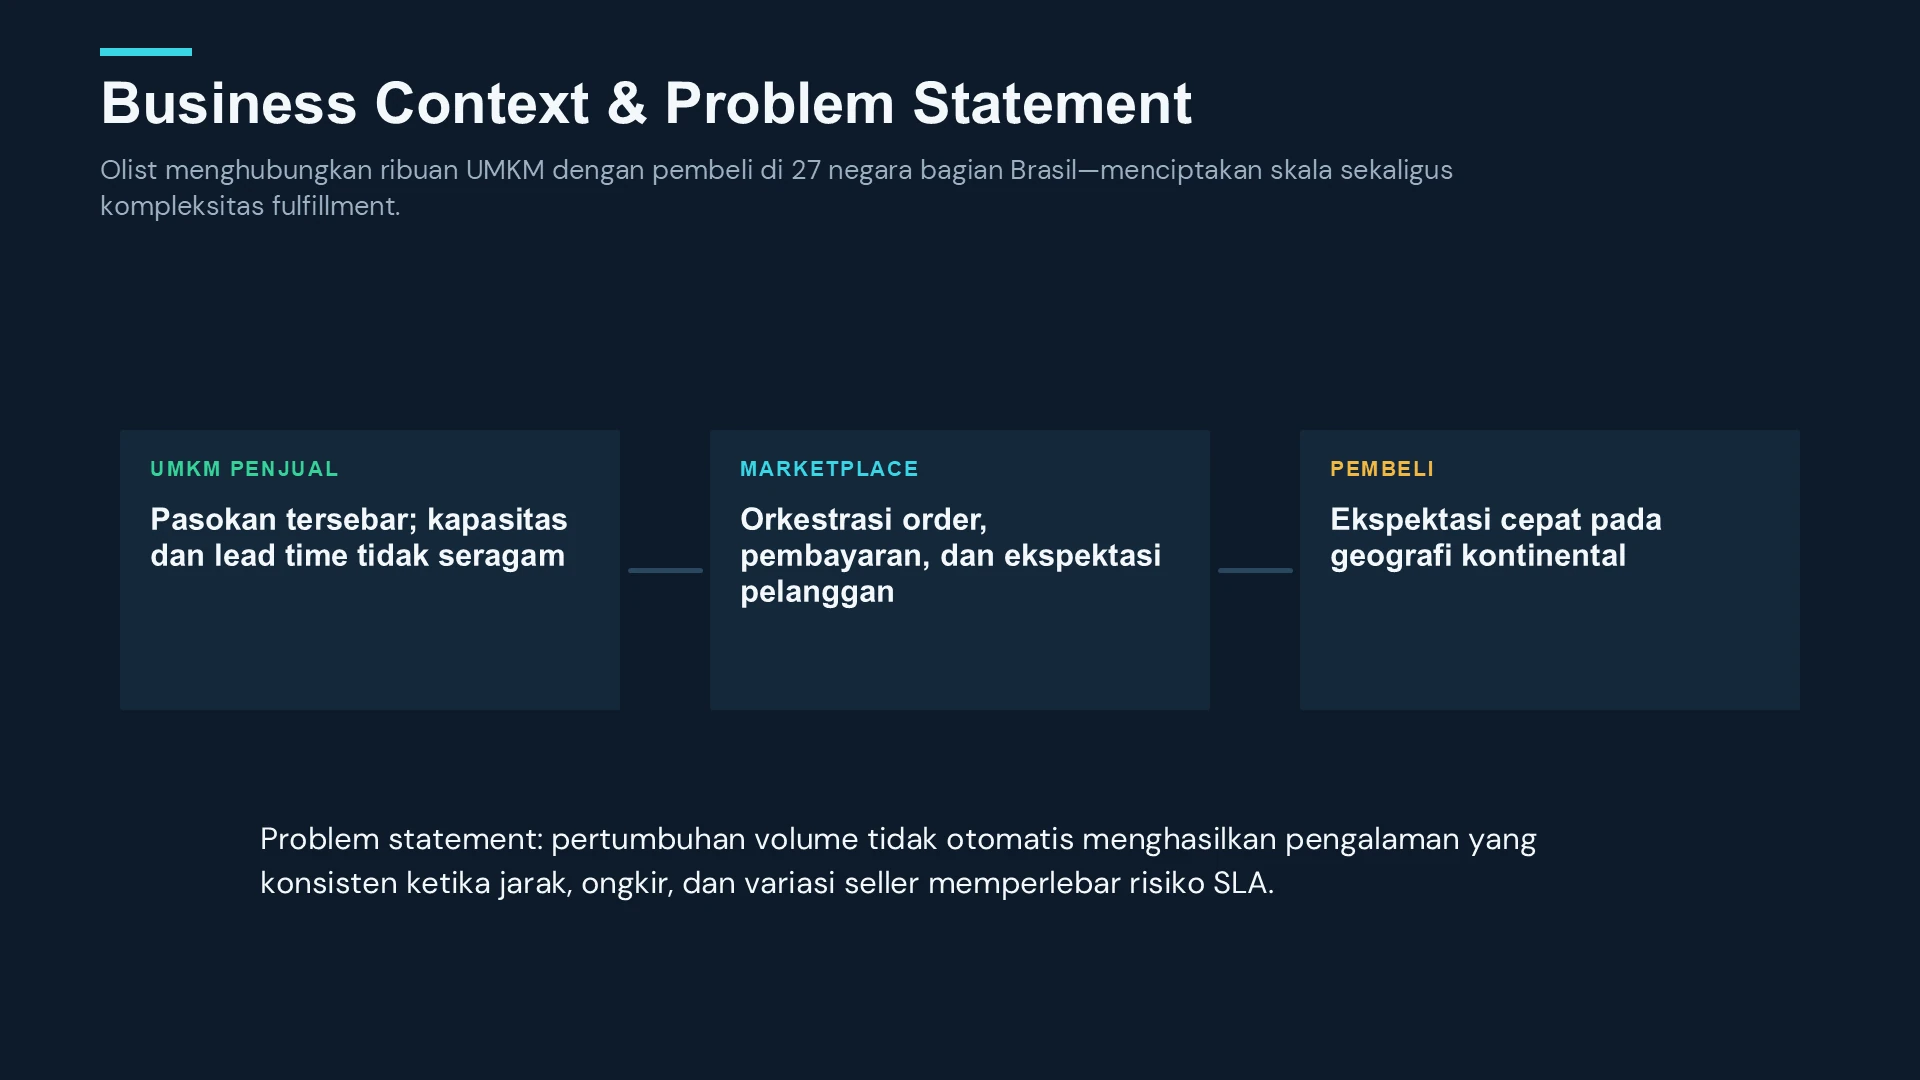 Business Context & Problem Statement
Olist menghubungkan ribuan UMKM dengan pembeli di 27 negara bagian Brasil—menciptakan skala sekaligus
kompleksitas fulfillment.
UMKM PENJUAL
Pasokan tersebar; kapasitas
dan lead time tidak seragam
MARKETPLACE
Orkestrasi order,
pembayaran, dan ekspektasi
pelanggan
PEMBELI
Ekspektasi cepat pada
geografi kontinental
Problem statement: pertumbuhan volume tidak otomatis menghasilkan pengalaman yang
konsisten ketika jarak, ongkir, dan variasi seller memperlebar risiko SLA.